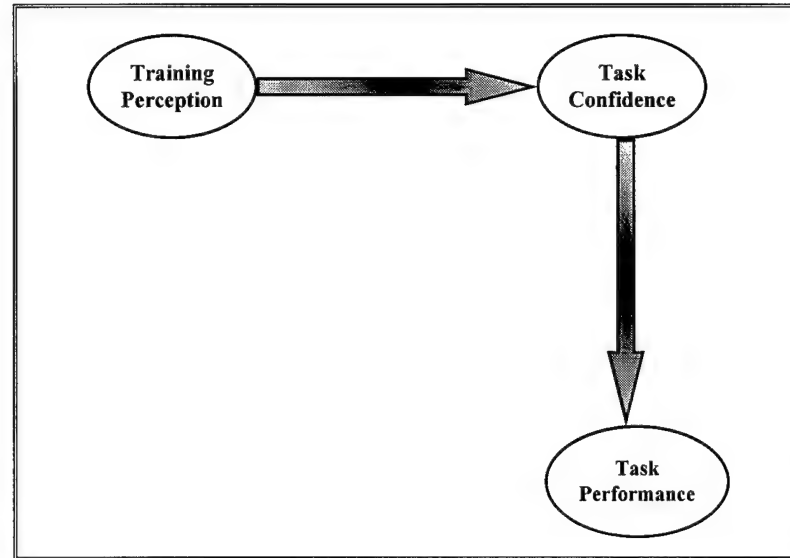 Training
Perception
Task
Confidence
Task
Performance